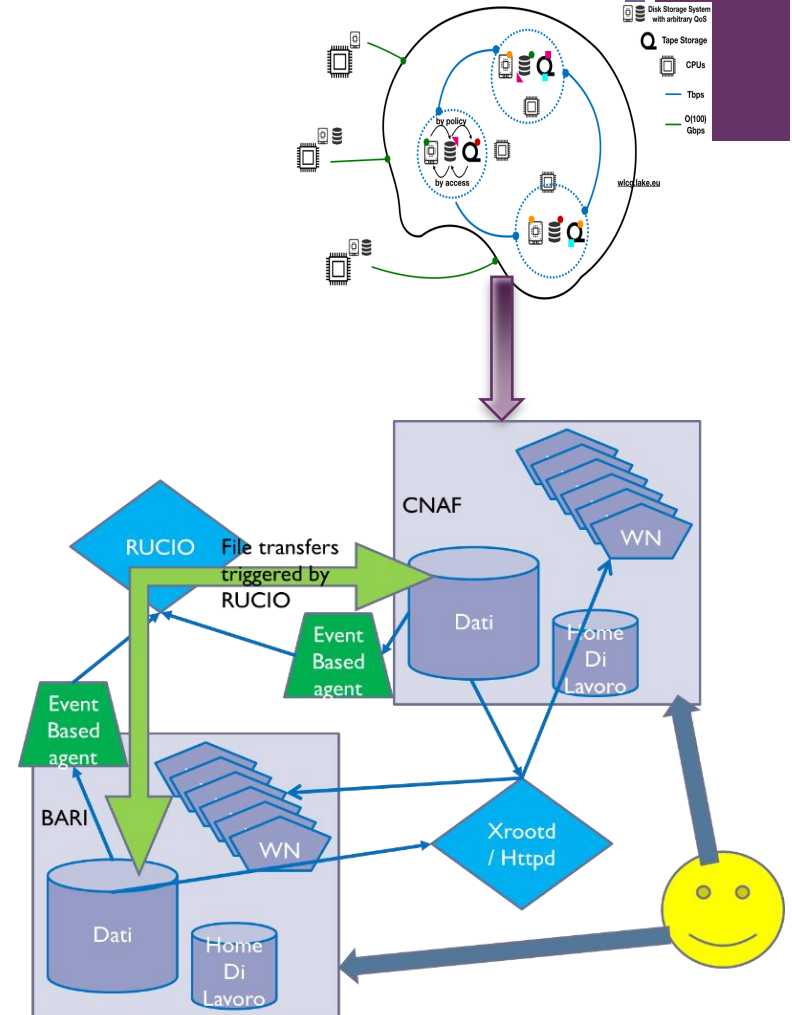 Disk Storage System
with arbitrary QoS
Tape Storage
CPUs
Tbps
O(100)
Gbps
by policy
by access
wlcg.lake.eu
CNAF
WN
RUCIO
File transfers
triggered by
RUCIO
Dati
Event
Based
agent
Home
Di
Lavoro
Event
Based
agent
BARI
WN
Xrootd
/ Httpd
Dati
Home
Di
Lavoro